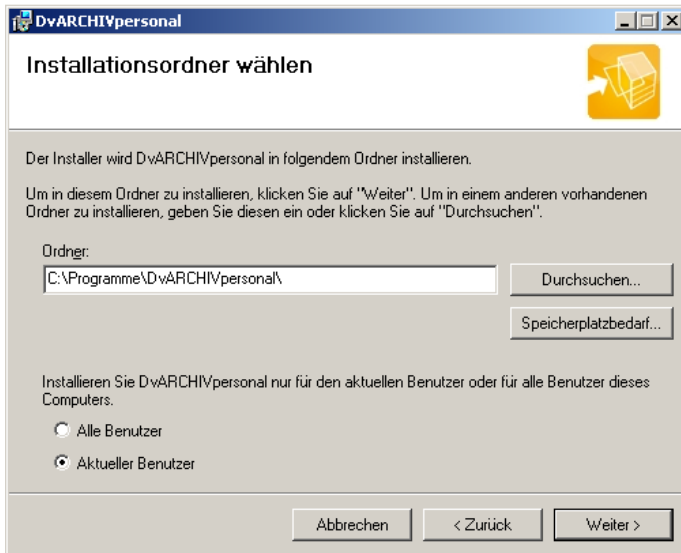 DvARCHIVpersonal
Installationsordner wählen
Der Installer wird DvARCHIVpersonal in folgendem Ordner installieren.
Um in diesem Ordner zu installieren, klicken Sie auf "Weiter". Um in einem anderen vorhandenen
Ordner zu installieren, geben Sie diesen ein oder klicken Sie auf "Durchsuchen".
Ordner:
C:\Programme\DvARCHIVpersonal\
Durchsuchen...
Speicherplatzbedarf...
Installieren Sie DvARCHIVpersonal nur für den aktuellen Benutzer oder für alle Benutzer dieses
Computers.
Alle Benutzer
Aktueller Benutzer
Abbrechen
< Zurück
Weiter >